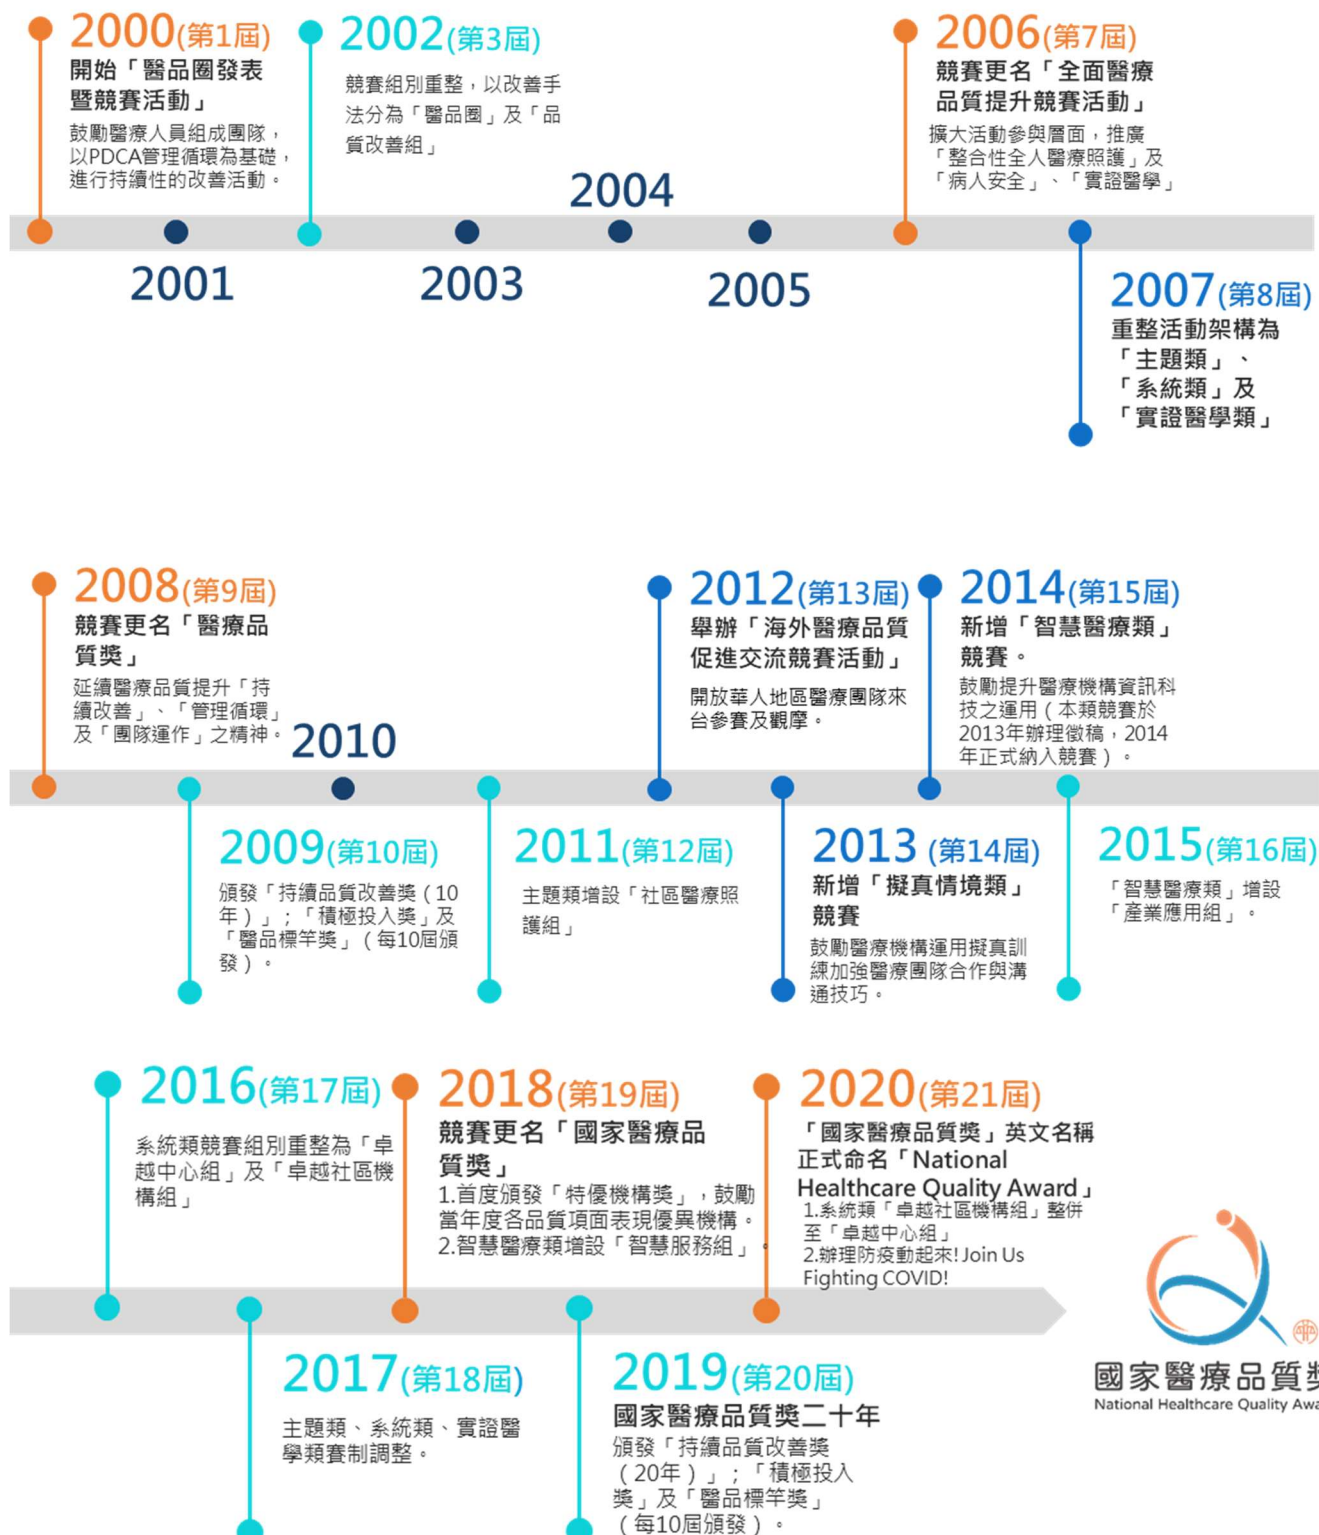 2000(第1屆)
開始「醫品圈發表
暨競賽活動」
鼓勵醫療人員組成團隊，
以PDCA管理循環為基礎，
進行持續性的改善活動。
2002(第3屆)
競賽組別重整，以改善手
法分為「醫品圈」及「品
質改善組」
2006(第7屆)
競賽更名「全面醫療
品質提升競賽活動」
擴大活動參與層面，推廣
「整合性全人醫療照護」及
「病人安全」、「實證醫學」
2004
2001
2003
2005
2007(第8屆)
重整活動架構為
「主題類」、
「系統類」及
「實證醫學類」
2008(第9屆)
競賽更名「醫療品
質獎」
延續醫療品質提升「持
續改善」、「管理循環」
及「團隊運作」之精神。
2010
2012(第13屆)
舉辦「海外醫療品質
促進交流競賽活動」
開放華人地區醫療團隊來
台參賽及觀摩。
2014(第15屆)
新增「智慧醫療類」
競賽。
鼓勵提升醫療機構資訊科
技之運用（本類競賽於
2013年辦理徵稿，2014
年正式納入競賽）。
2009(第10屆)
頒發「持續品質改善獎（10
年）」；「積極投入獎」及
「醫品標竿獎」（每10屆頒
發）。
2011(第12屆)
主題類增設「社區醫療照
護組」
2013 (第14屆)
新增「擬真情境類」
競賽
鼓勵醫療機構運用擬真訓
練加強醫療團隊合作與溝
通技巧。
2015(第16屆)
「智慧醫療類」增設
「產業應用組」。
2016(第17屆)
系統類競賽組別重整為「卓
越中心組」及「卓越社區機
構組」
2018(第19屆)
競賽更名「國家醫療品
質獎」
1.首度頒發「特優機構獎」，鼓勵
當年度各品質項面表現優異機構。
2.智慧醫療類增設「智慧服務組」。
2020(第21屆)
「國家醫療品質獎」英文名稱
正式命名「National
Healthcare Quality Award」
1.系統類「卓越社區機構組」整併
至「卓越中心組」
2.辦理防疫動起來!Join Us
Fighting COVID!
2017(第18屆)
主題類、系統類、實證醫
學類賽制調整。
2019(第20屆)
國家醫療品質獎二十年
頒發「持續品質改善獎
（20年）」；「積極投入
獎」及「醫品標竿獎」
（每10屆頒發）。
國家醫療品質獎
National Healthcare Quality Awa